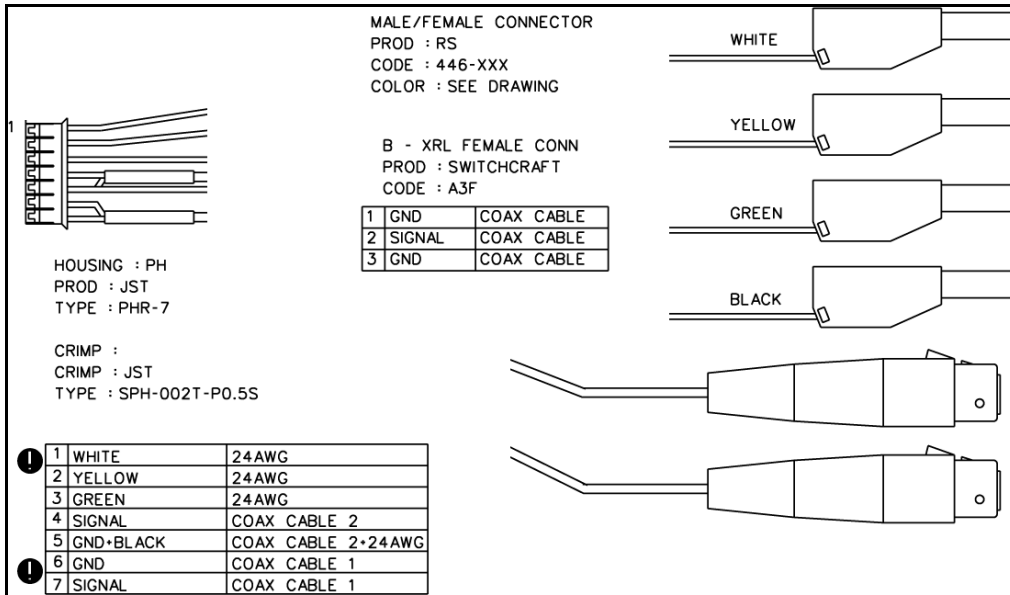 MALE/FEMALE CONNECTOR
PROD : RS
CODE : 446-XXX
COLOR : SEE DRAWING
WHITE
YELLOW
GREEN
BLACK
1
B - XRL FEMALE CONN
PROD : SWITCHCRAFT
CODE : A3F
1 GND COAX CABLE
2 SIGNAL COAX CABLE
3 GND COAX CABLE
HOUSING : PH
PROD : JST
TYPE : PHR-7
CRIMP :
CRIMP : JST
TYPE : SPH-002T-P0.5S
! 1 WHITE 24AWG
2 YELLOW 24AWG
3 GREEN 24AWG
4 SIGNAL COAX CABLE 2
5 GND+BLACK COAX CABLE 2+24AWG
! 6 GND COAX CABLE 1
7 SIGNAL COAX CABLE 1